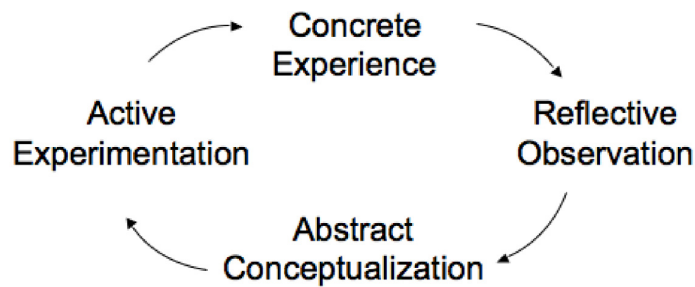 Concrete
Experience
Reflective
Observation
Abstract
Conceptualization
Active
Experimentation